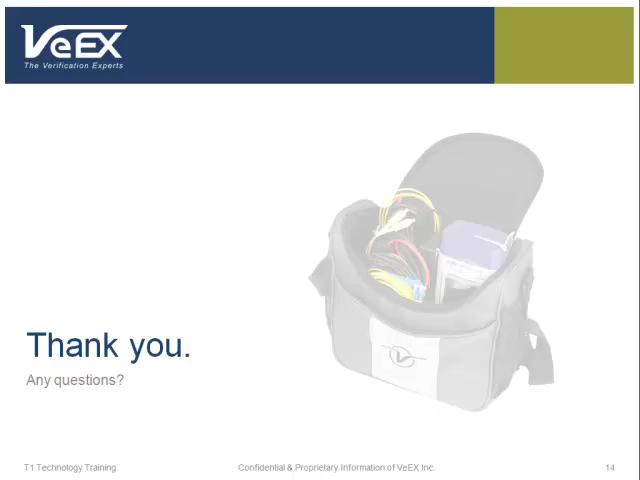 VeEX
The Verification Experts
Thank you.
Any questions?
T1 Technology Training
Confidential & Proprietary Information of VeEX Inc.
14